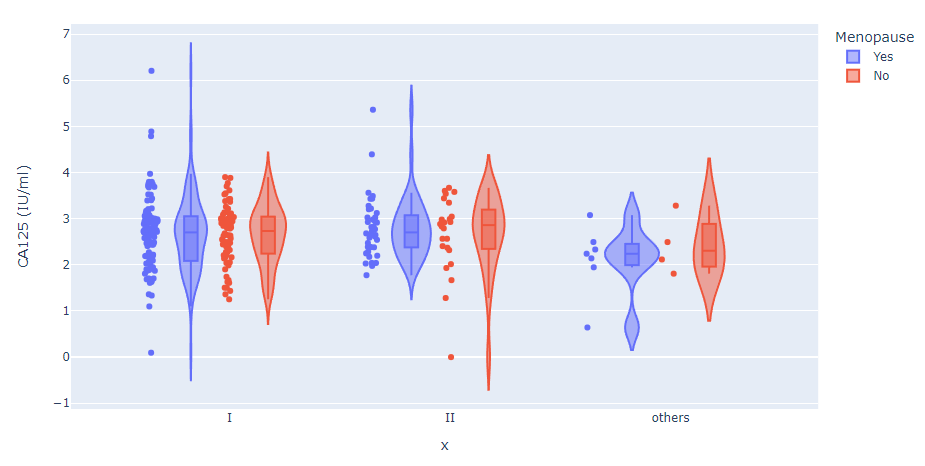 Menopause
Yes
No
CA125 (IU/ml)
7
6
5
4
3
2
1
0
−1
I
II
others
x